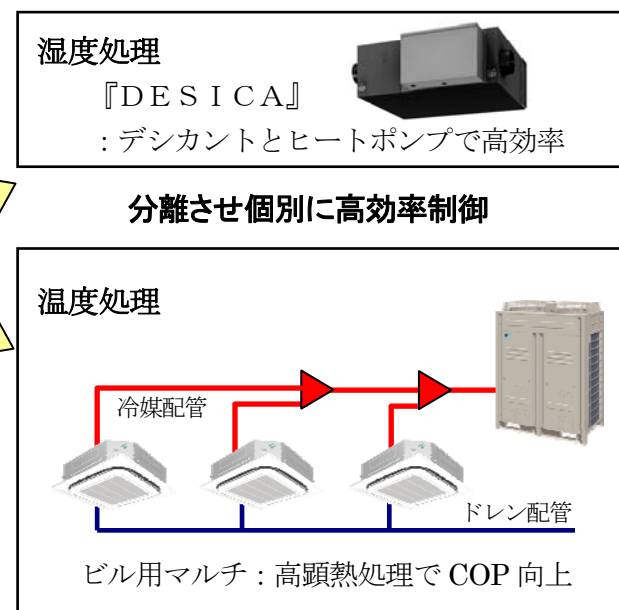 湿度処理
『ＤＥＳＩＣＡ』
：デシカントとヒートポンプで高効率
分離させ個別に高効率制御
温度処理
冷媒配管
ドレン配管
ビル用マルチ：高顕熱処理で COP 向上